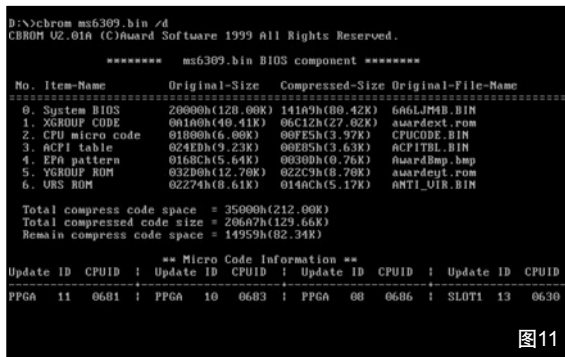 D:\>cbrom ms6309.bin /d
CBROM V2.01A (C)Award Software 1999 All Rights Reserved.
******** ms6309.bin BIOS component ********
No. Item-Name Original-Size Compressed-Size Original-File-Name
================================================================================
0. System BIOS 20000h(128.00K) 141A9h(80.42K) 6A6LJM4B.BIN
1. XGROUP CODE 0A1A0h(40.41K) 06C12h(27.02K) awardext.rom
2. CPU micro code 01800h(6.00K) 00FE5h(3.97K) CPUCODE.BIN
3. ACPI table 024EDh(9.23K) 00E85h(3.63K) ACPITBL.BIN
4. EPA pattern 0168Ch(5.64K) 0030Dh(0.76K) AwardBmp.bmp
5. YGROUP ROM 032D0h(12.70K) 022C9h(8.70K) awardeyt.rom
6. VRS ROM 02274h(8.61K) 014ACh(5.17K) ANTI_VIR.BIN
Total compress code space = 35000h(212.00K)
Total compressed code size = 206A7h(129.66K)
Remain compress code space = 14959h(82.34K)
** Micro Code Information **
Update ID CPUID | Update ID CPUID | Update ID CPUID | Update ID CPUID
PPGA 11 0681 | PPGA 10 0683 | PPGA 08 0686 | SLOT1 13 0630
图11